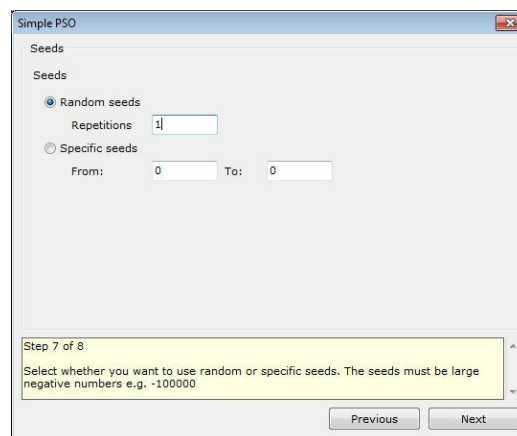 Simple PSO
Seeds
Seeds
Random seeds
Repetitions 1
Specific seeds
From: 0 To: 0
Step 7 of 8
Select whether you want to use random or specific seeds. The seeds must be large
negative numbers e.g. -100000
Previous Next